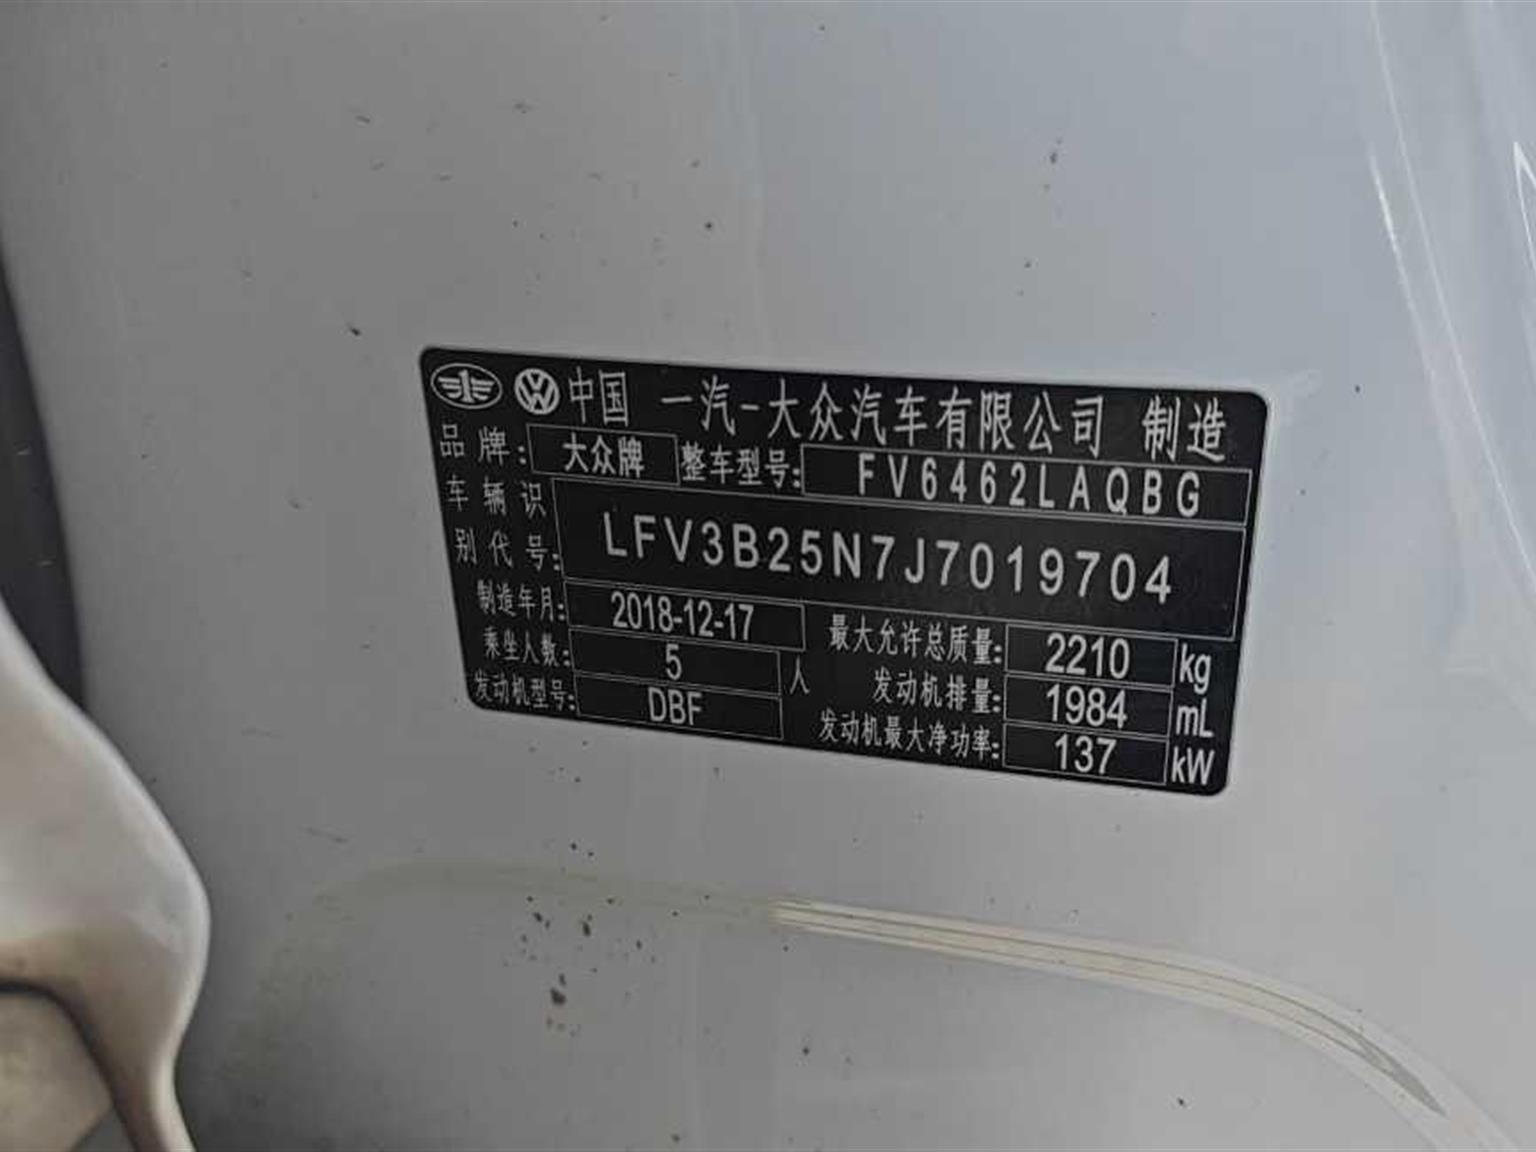 中国 一汽-大众汽车有限公司 制造
品牌: 大众牌 整车型号: FV6462LAQBG
车辆识别代号: LFV3B25N7J7019704
制造年月: 2018-12-17 最大允许总质量: 2210 kg
乘坐人数: 5 人 发动机排量: 1984 mL
发动机型号: DBF 发动机最大净功率: 137 kW